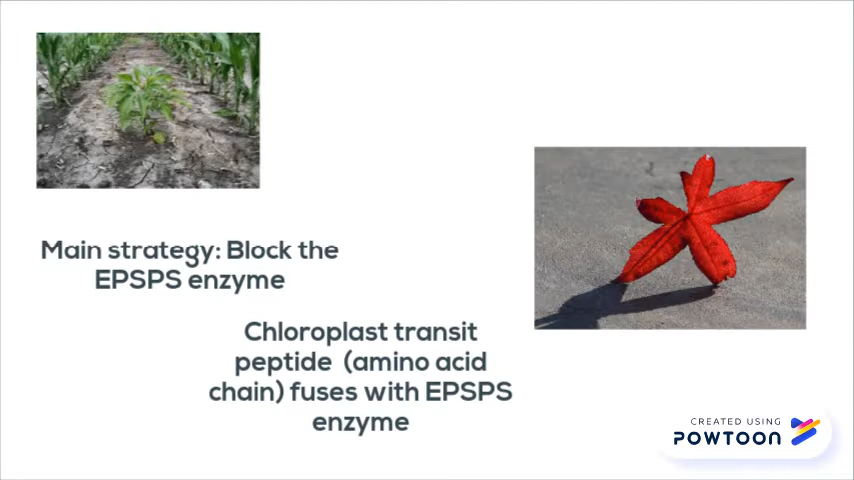 Main strategy: Block the
EPSPS enzyme
Chloroplast transit
peptide (amino acid
chain) fuses with EPSPS
enzyme
CREATED USING
POWTOON